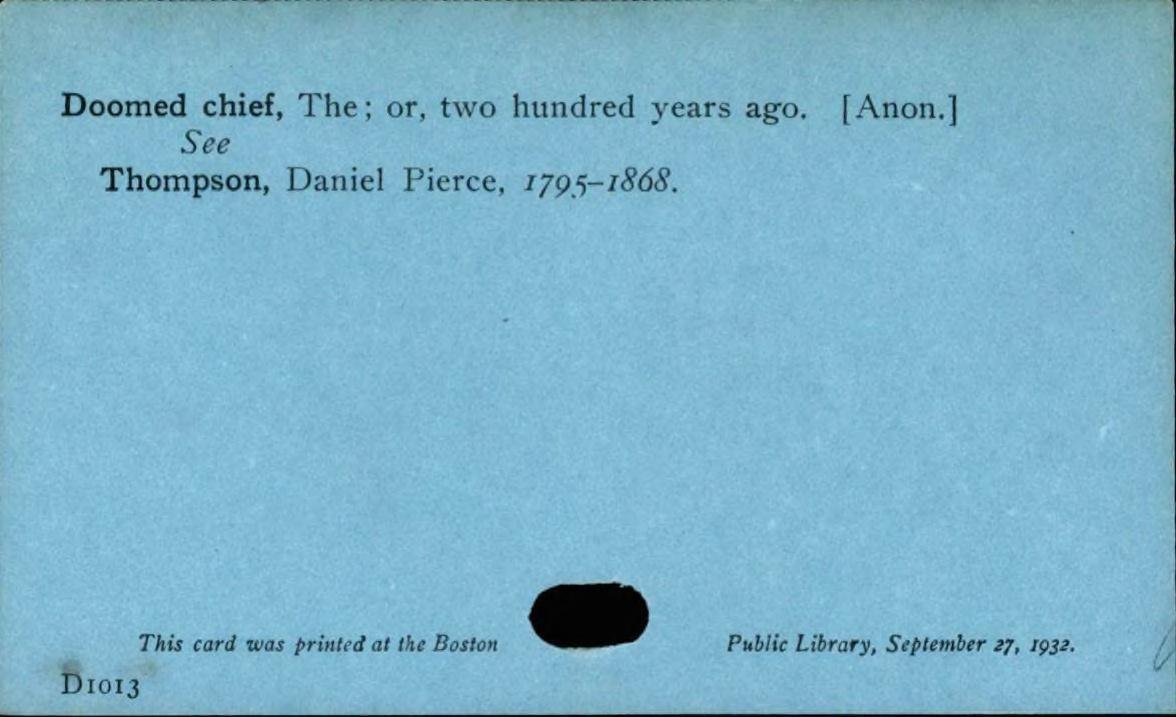 Doomed chief, The; or, two hundred years ago. [Anon.]
See
Thompson, Daniel Pierce, 1795-1868.
This card was printed at the Boston Public Library, September 27, 1932.
D1013